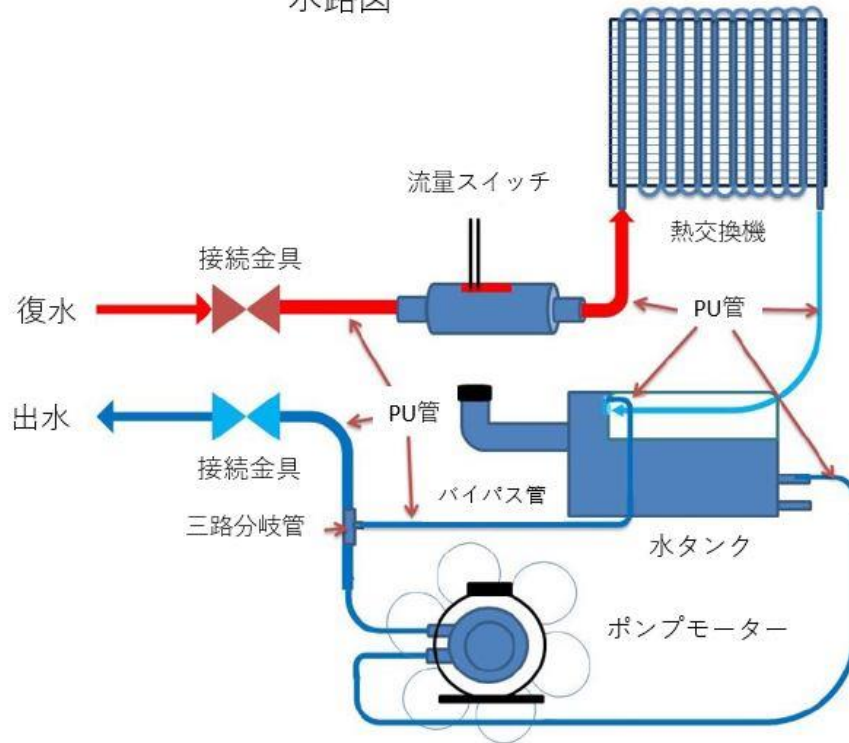 水路図
流量スイッチ
熱交換機
接続金具
復水
PU管
出水
PU管
接続金具
バイパス管
三路分岐管
水タンク
ポンプモーター